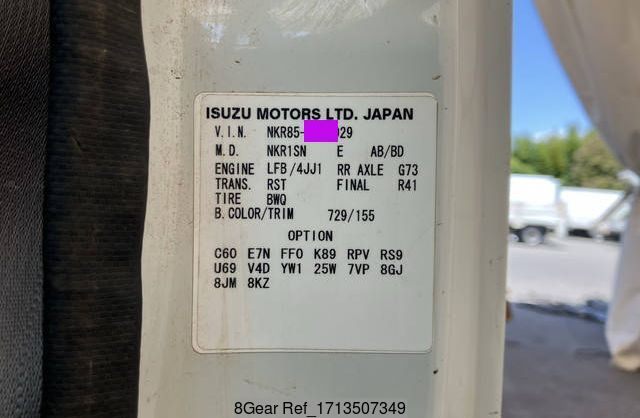 ISUZU MOTORS LTD. JAPAN
V.I.N. NKR85- 029
M.D. NKR1SN E AB/BD
ENGINE LFB/4JJ1 RR AXLE G73
TRANS. RST FINAL R41
TIRE BWQ
B.COLOR/TRIM 729/155
OPTION
C60 E7N FF0 K89 RPV RS9
U69 V4D YW1 25W 7VP 8GJ
8JM 8KZ
8Gear Ref_1713507349